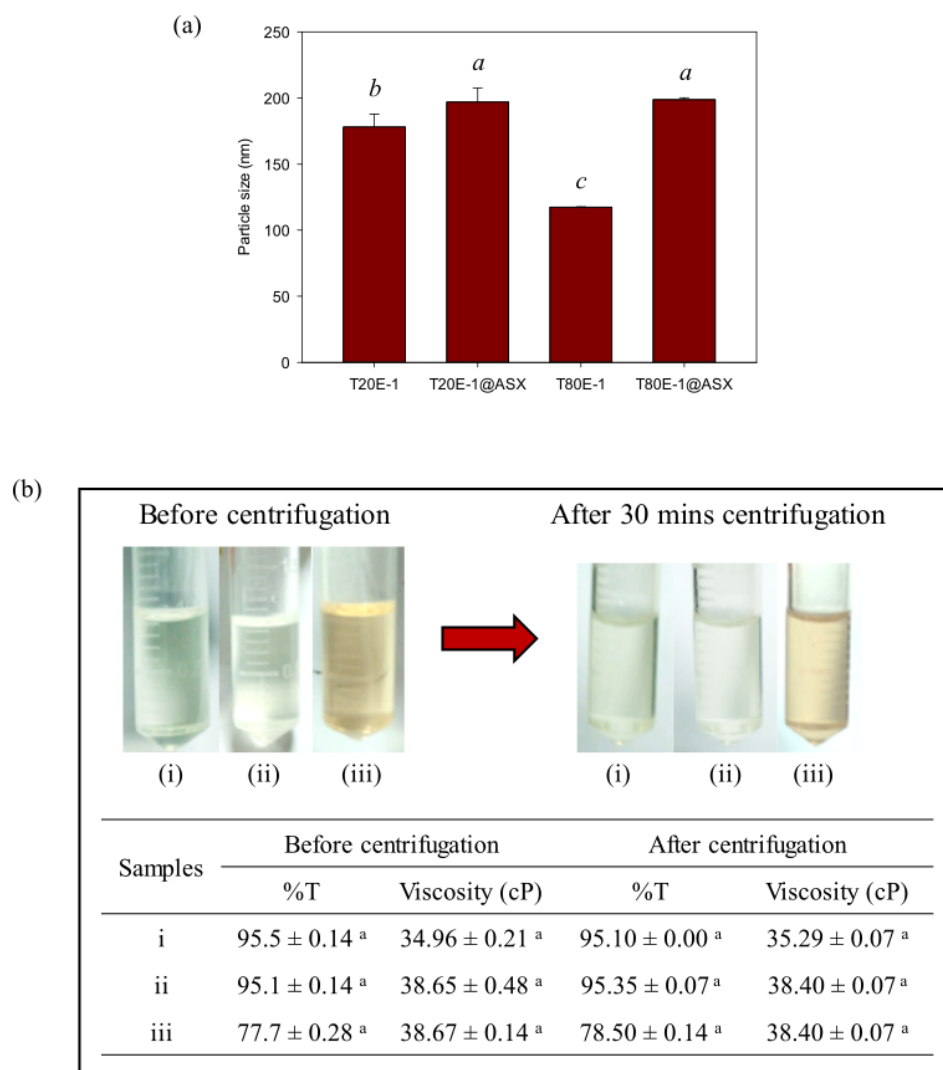 (a)
250
200
150
100
50
0
Particle size (nm)
b
a
c
a
T20E-1 T20E-1@ASX T80E-1 T80E-1@ASX
(b)
Before centrifugation After 30 mins centrifugation
(i) (ii) (iii) (i) (ii) (iii)
Samples Before centrifugation After centrifugation
%T Viscosity (cP) %T Viscosity (cP)
i 95.5 ± 0.14 ᵃ 34.96 ± 0.21 ᵃ 95.10 ± 0.00 ᵃ 35.29 ± 0.07 ᵃ
ii 95.1 ± 0.14 ᵃ 38.65 ± 0.48 ᵃ 95.35 ± 0.07 ᵃ 38.40 ± 0.07 ᵃ
iii 77.7 ± 0.28 ᵃ 38.67 ± 0.14 ᵃ 78.50 ± 0.14 ᵃ 38.40 ± 0.07 ᵃ